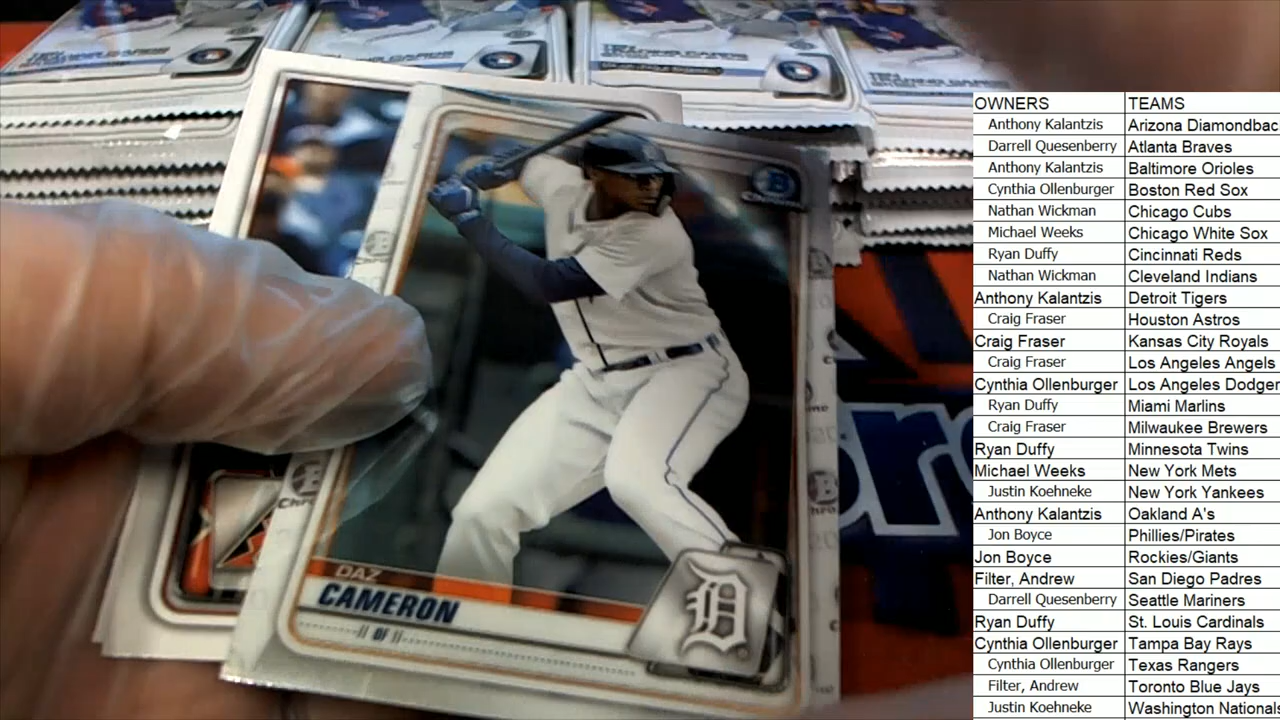 B
Chrome
DAZ
CAMERON
OF
D
OWNERS TEAMS
Anthony Kalantzis Arizona Diamondbac
Darrell Quesenberry Atlanta Braves
Anthony Kalantzis Baltimore Orioles
Cynthia Ollenburger Boston Red Sox
Nathan Wickman Chicago Cubs
Michael Weeks Chicago White Sox
Ryan Duffy Cincinnati Reds
Nathan Wickman Cleveland Indians
Anthony Kalantzis Detroit Tigers
Craig Fraser Houston Astros
Craig Fraser Kansas City Royals
Craig Fraser Los Angeles Angels
Cynthia Ollenburger Los Angeles Dodger
Ryan Duffy Miami Marlins
Craig Fraser Milwaukee Brewers
Ryan Duffy Minnesota Twins
Michael Weeks New York Mets
Justin Koehneke New York Yankees
Anthony Kalantzis Oakland A's
Jon Boyce Phillies/Pirates
Jon Boyce Rockies/Giants
Filter, Andrew San Diego Padres
Darrell Quesenberry Seattle Mariners
Ryan Duffy St. Louis Cardinals
Cynthia Ollenburger Tampa Bay Rays
Cynthia Ollenburger Texas Rangers
Filter, Andrew Toronto Blue Jays
Justin Koehneke Washington Nationals